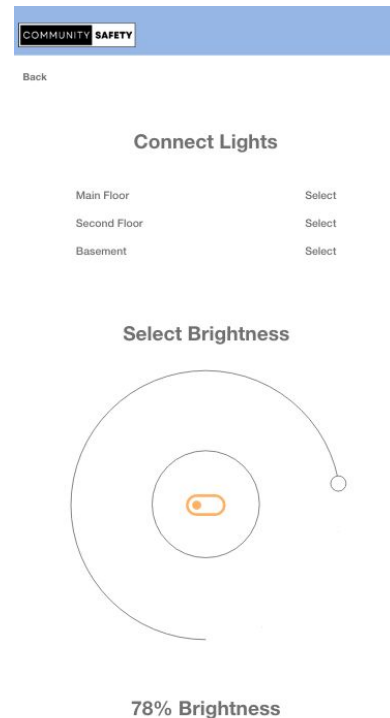 COMMUNITY SAFETY
Back
Connect Lights
Main Floor Select
Second Floor Select
Basement Select
Select Brightness
78% Brightness